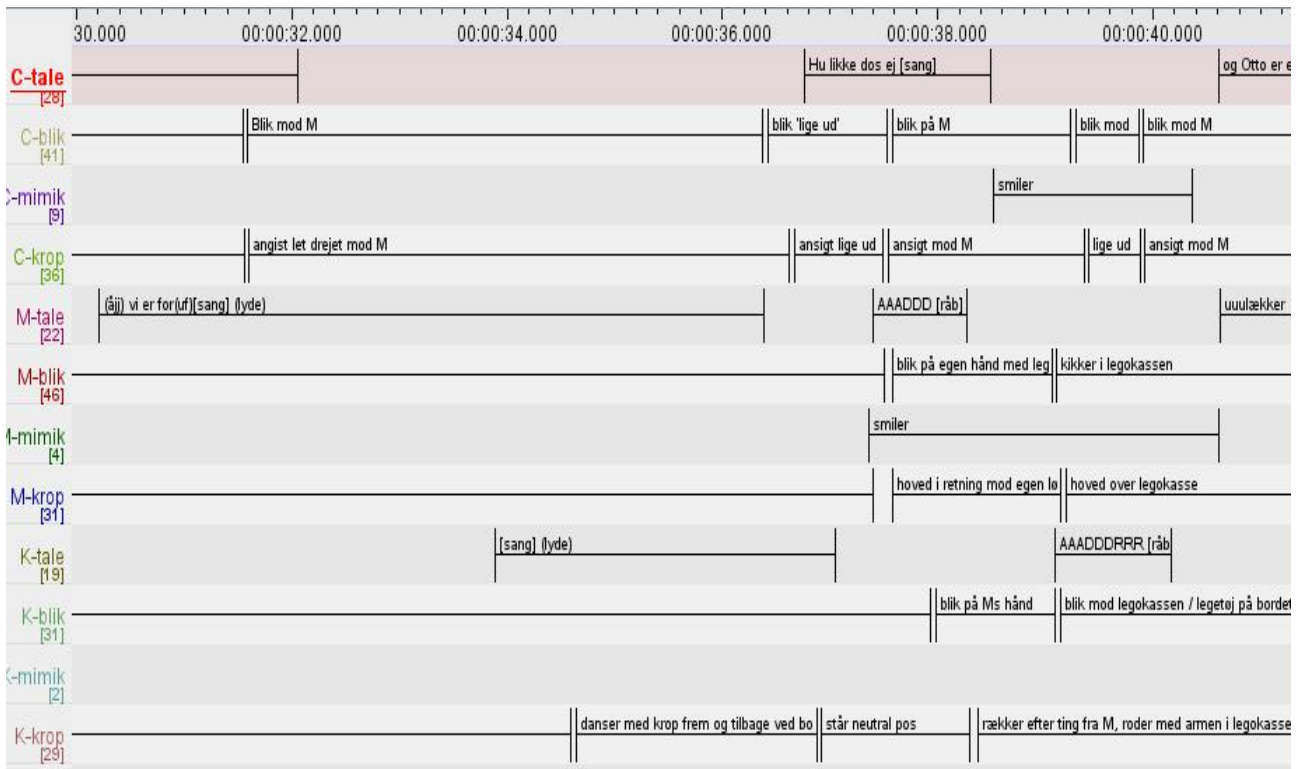 30.000 00:00:32.000 00:00:34.000 00:00:36.000 00:00:38.000 00:00:40.000
C-tale Hu likke dos ej [sang] og Otto er e
[28]
C-blik Blik mod M blik 'lige ud' blik på M blik mod blik mod M
[41]
C-mimik smiler
[9]
C-krop angist let drejet mod M ansigt lige ud ansigt mod M lige ud ansigt mod M
[36]
M-tale (åjj) vi er for(uf)[sang] (lyde) AAADDD [råb] uuulækker
[22]
M-blik blik på egen hånd med leg kikker i legokassen
[46]
M-mimik smiler
[4]
M-krop hoved i retning mod egen lø hoved over legokasse
[31]
K-tale [sang] (lyde) AAADDDRRR [råb
[19]
K-blik blik på Ms hånd blik mod legokassen / legetøj på bordet
[31]
K-mimik
[2]
K-krop danser med krop frem og tilbage ved bo står neutral pos rækker efter ting fra M, roder med armen i legokasse
[29]